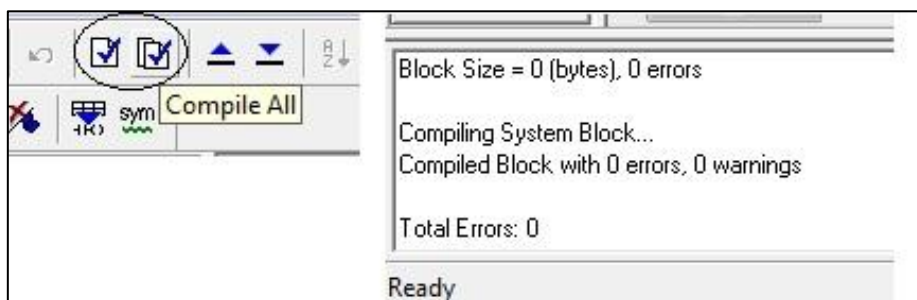 sym
Compile All
Block Size = 0 (bytes), 0 errors
Compiling System Block...
Compiled Block with 0 errors, 0 warnings
Total Errors: 0
Ready